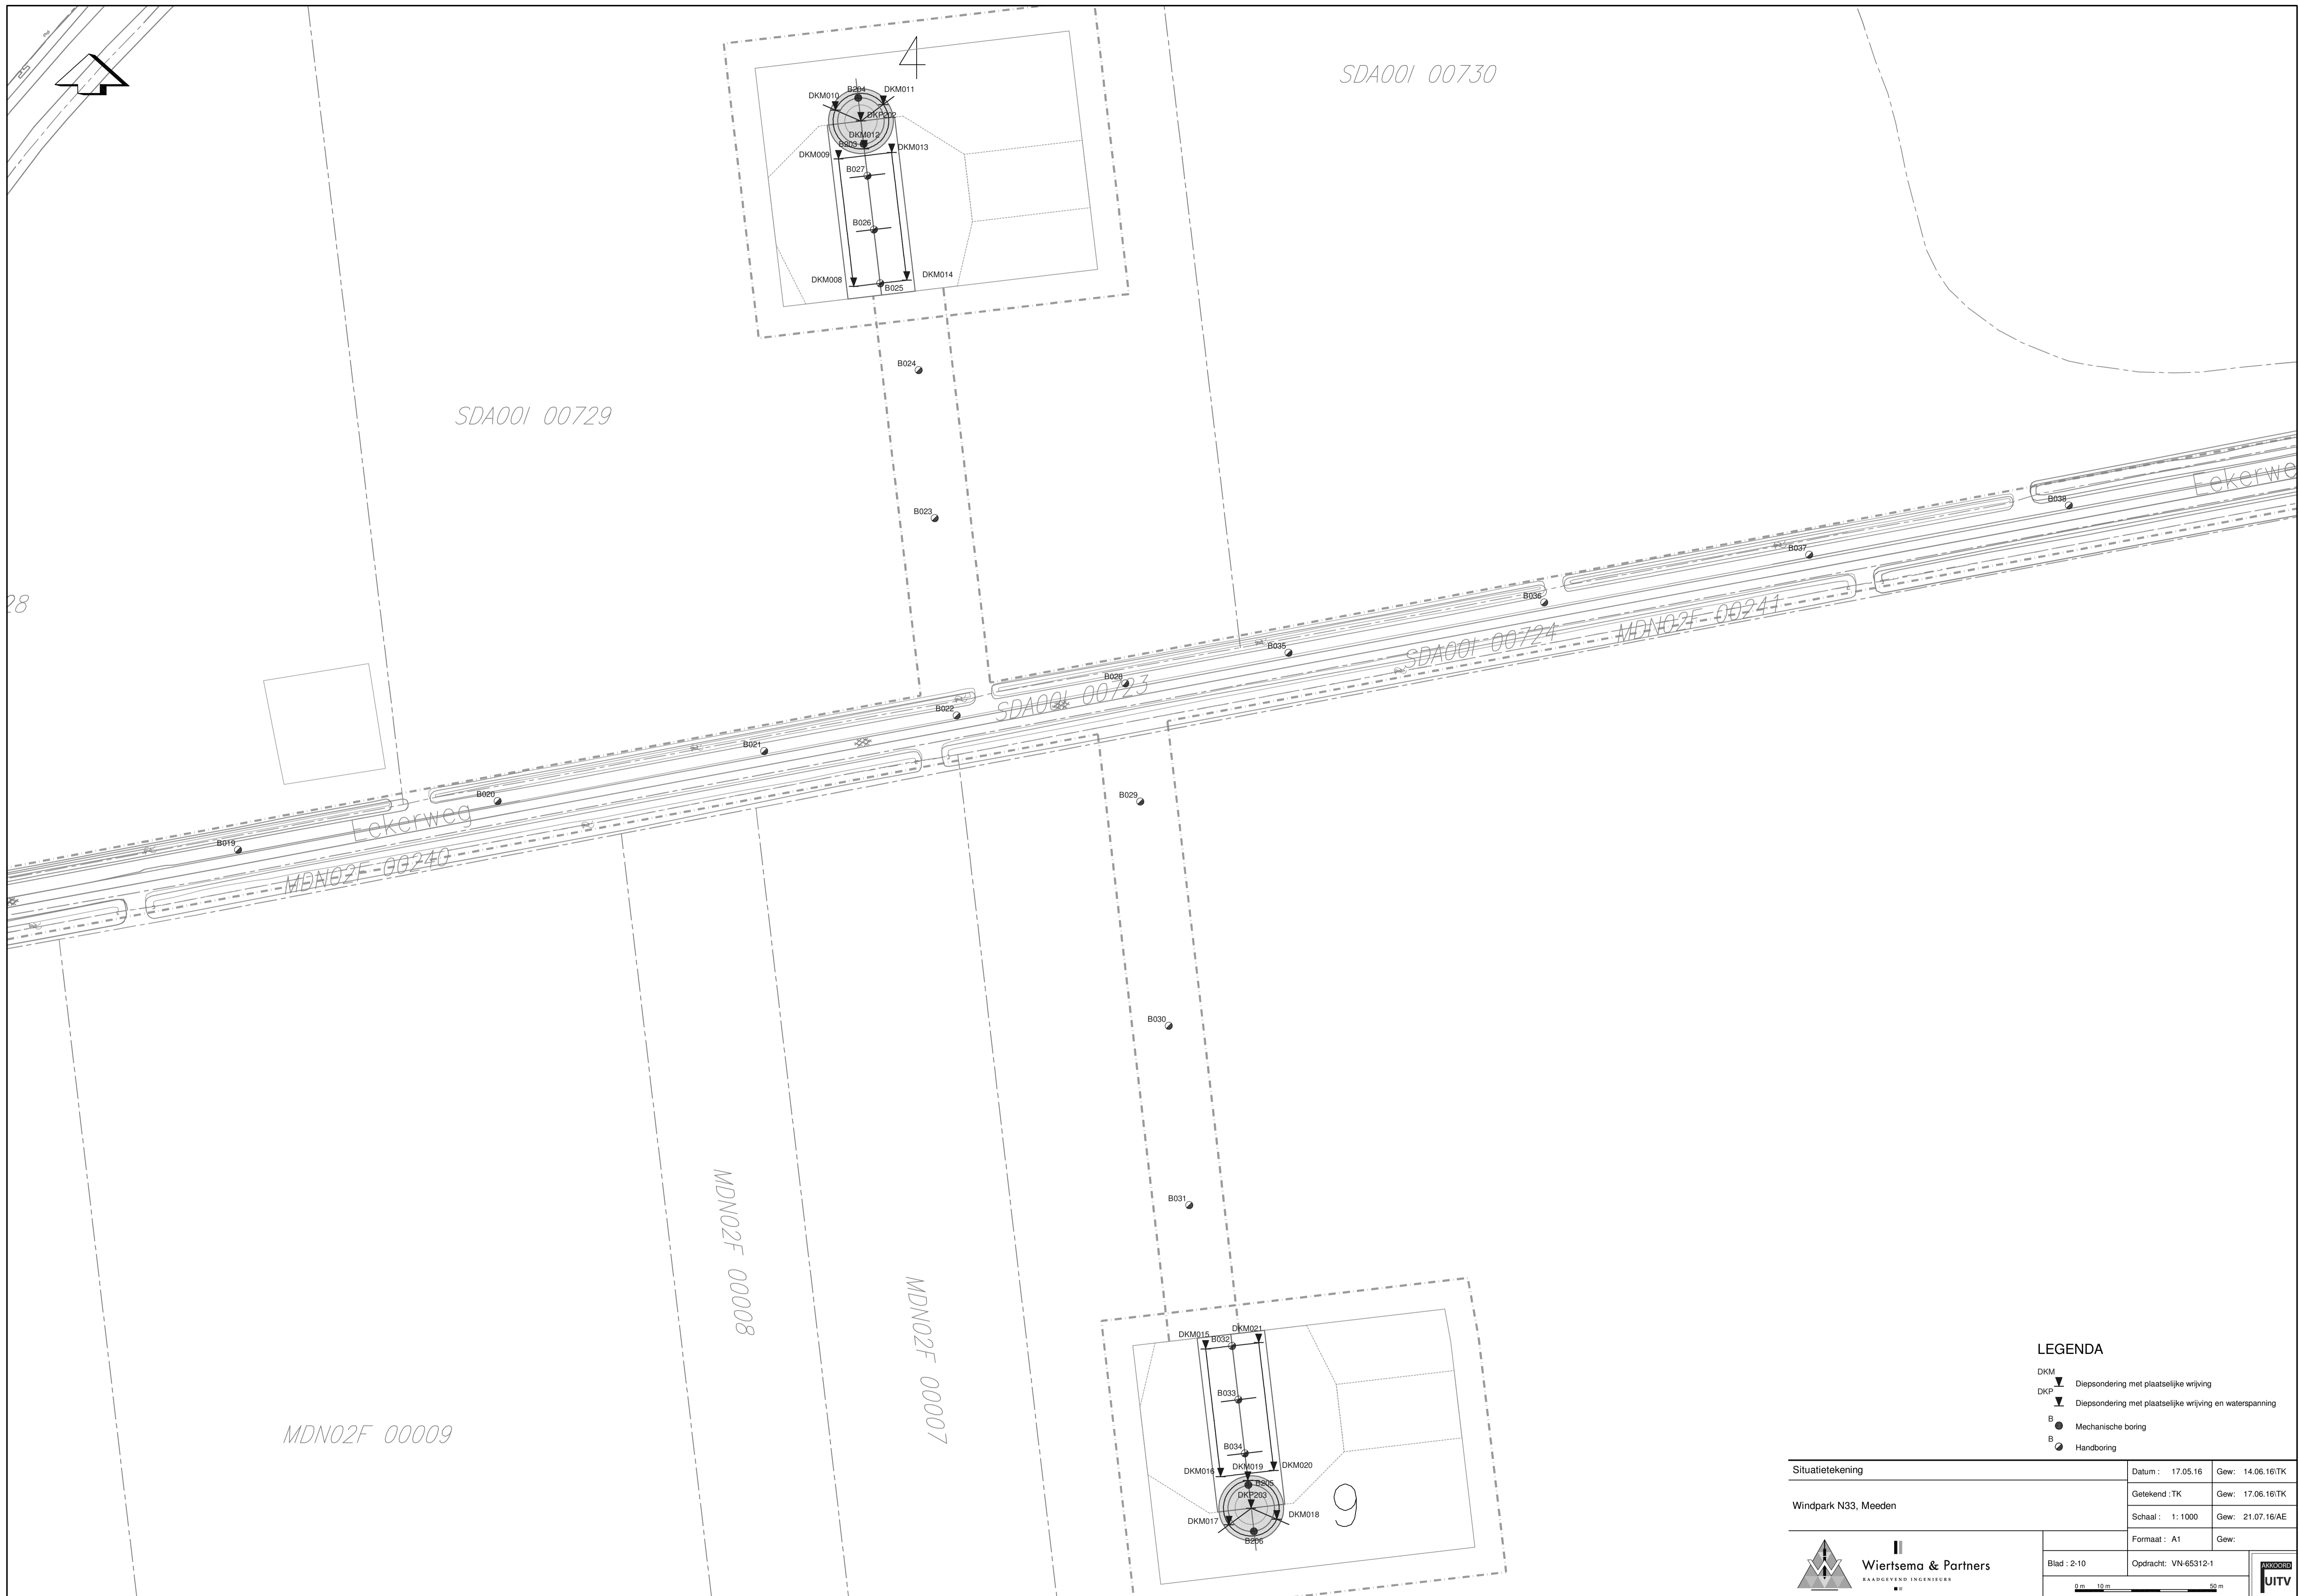 4
SDA00I 00730
B204
DKM010
DKM011
DKP202
DKM012
B203
DKM009
DKM013
B027
B026
DKM008
DKM014
B025
B024
SDA00I 00729
B023
Eekerwe
B038
B037
28
B036
MDN02F 00241
SDA00I 00724
B035
B028
SDA00I 00723
B022
B021
B020
Eekerweg
B029
B019
MDN02F 00240
B030
MDN02F 00008
B031
MDN02F 00007
DKM015
DKM021
B032
B033
MDN02F 00009
B034
DKM016
DKM019
DKM020
B205
DKP203
9
DKM017
DKM018
B206
LEGENDA
DKM
Diepsondering met plaatselijke wrijving
DKP
Diepsondering met plaatselijke wrijving en waterspanning
B
Mechanische boring
B
Handboring
Situatietekening
Datum : 17.05.16
Gew: 14.06.16\TK
Windpark N33, Meeden
Getekend : TK
Gew: 17.06.16\TK
Schaal : 1: 1000
Gew: 21.07.16/AE
Formaat : A1
Gew:
Wiertsema & Partners
RAADGEVEND INGENIEURS
Blad : 2-10
Opdracht: VN-65312-1
AKKOORD
UITV
0 m 10 m 50 m